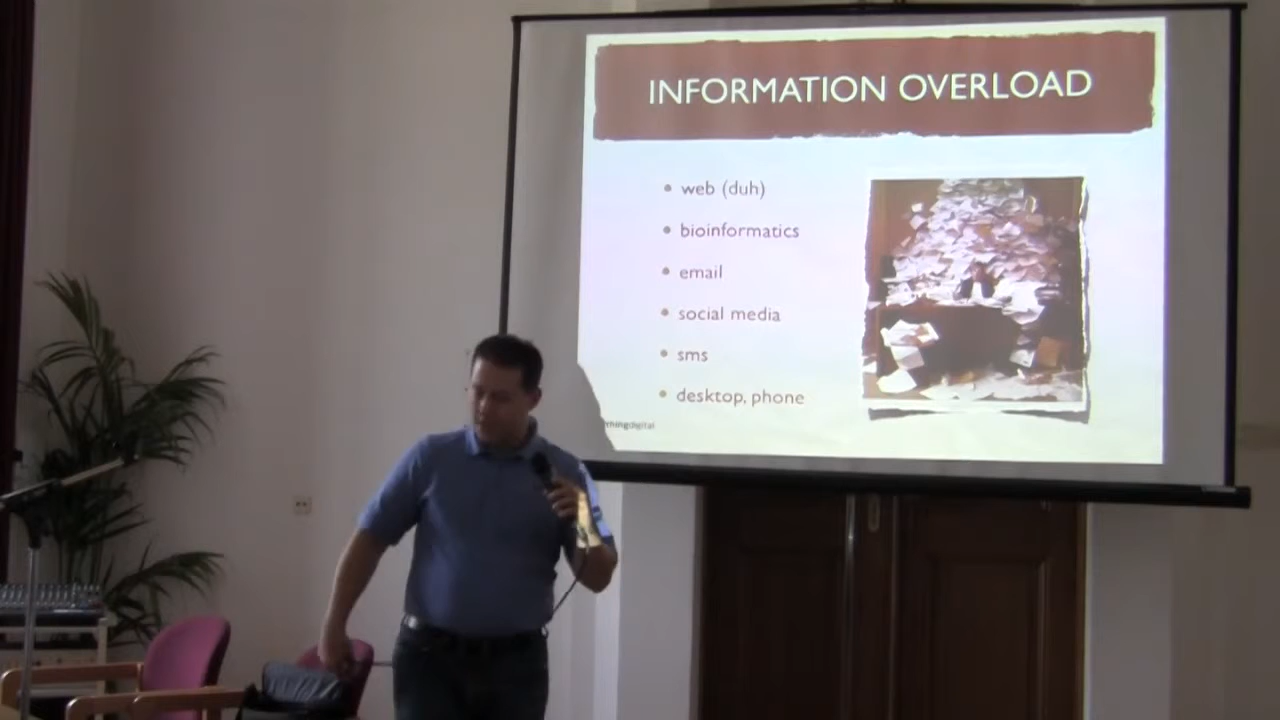 INFORMATION OVERLOAD
• web (duh)
• bioinformatics
• email
• social media
• sms
• desktop, phone